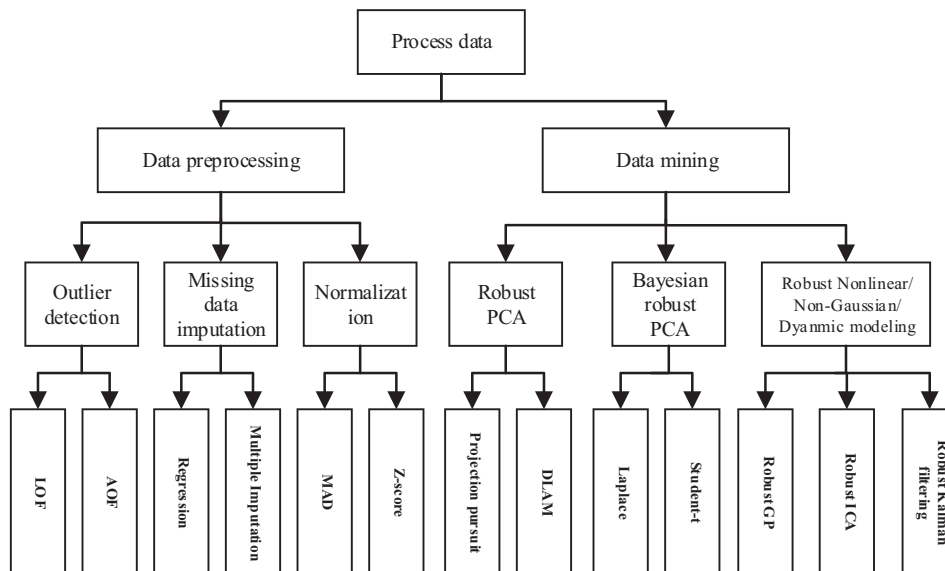 Process data
Data preprocessing
Data mining
Outlier
detection
Missing
data
imputation
Normalizat
ion
Robust
PCA
Bayesian
robust
PCA
Robust Nonlinear/
Non-Gaussian/
Dyanmic modeling
LOF
AOF
Regression
Multiple Imputation
MAD
Z-score
Projection pursuit
DLAM
Laplace
Student-t
Robust GP
Robust ICA
Robust Kalman
filtering